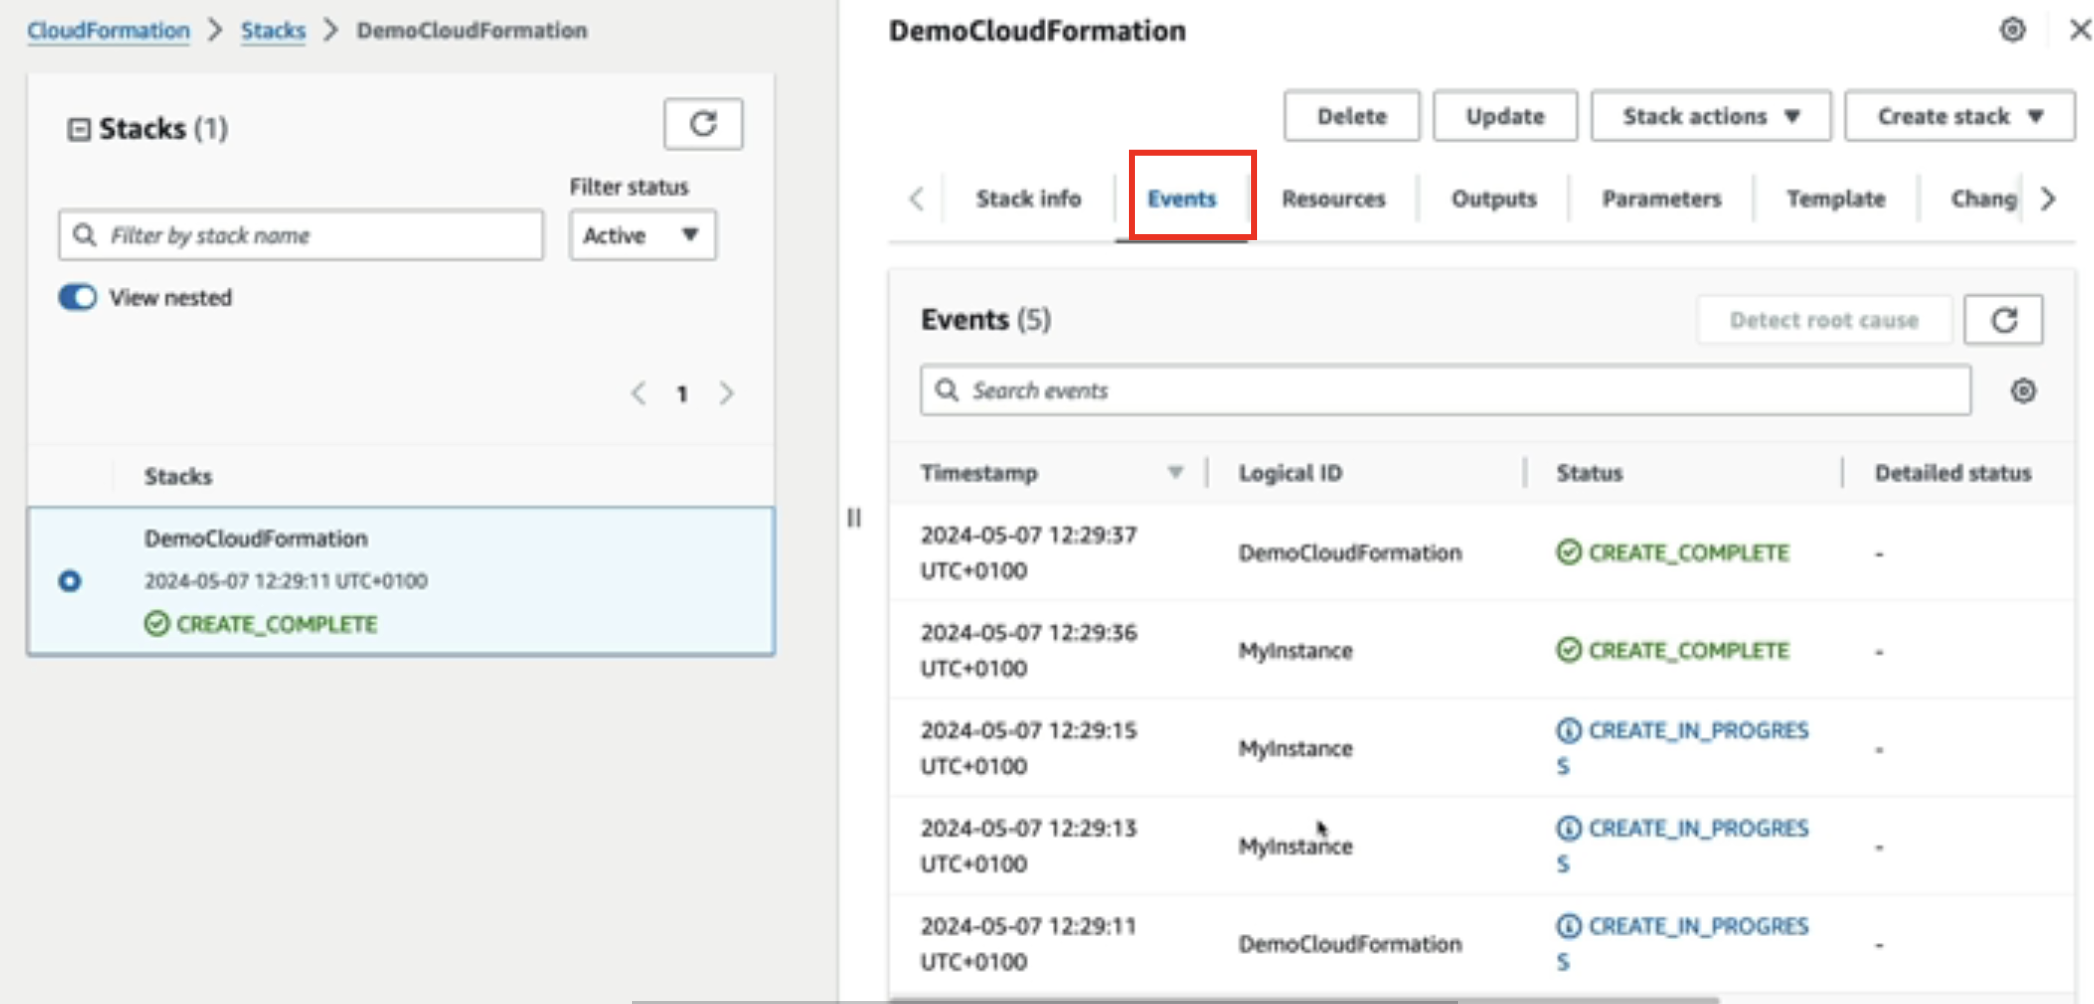 CloudFormation > Stacks > DemoCloudFormation
Stacks (1)
Filter status
Filter by stack name
Active
View nested
1
Stacks
DemoCloudFormation
2024-05-07 12:29:11 UTC+0100
CREATE_COMPLETE
DemoCloudFormation
Delete
Update
Stack actions
Create stack
Stack info
Events
Resources
Outputs
Parameters
Template
Chang
Events (5)
Detect root cause
Search events
Timestamp
Logical ID
Status
Detailed status
2024-05-07 12:29:37
UTC+0100
DemoCloudFormation
CREATE_COMPLETE
-
2024-05-07 12:29:36
UTC+0100
MyInstance
CREATE_COMPLETE
-
2024-05-07 12:29:15
UTC+0100
MyInstance
CREATE_IN_PROGRES
S
-
2024-05-07 12:29:13
UTC+0100
MyInstance
CREATE_IN_PROGRES
S
-
2024-05-07 12:29:11
UTC+0100
DemoCloudFormation
CREATE_IN_PROGRES
S
-